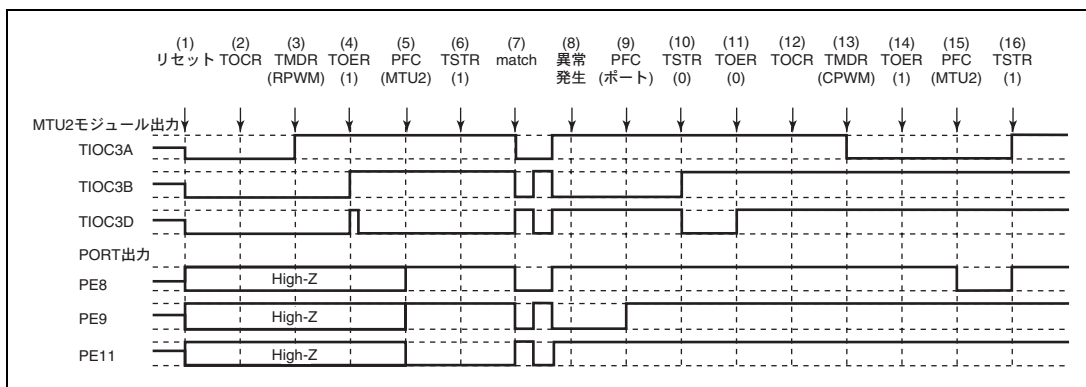 (1) (2) (3) (4) (5) (6) (7) (8) (9) (10) (11) (12) (13) (14) (15) (16)
リセット TOCR TMDR TOER PFC TSTR match 異常 PFC TSTR TOER TOCR TMDR TOER PFC TSTR
(RPWM) (1) (MTU2) (1) 発生 (ポート) (0) (0) (CPWM) (1) (MTU2) (1)
MTU2モジュール出力
TIOC3A
TIOC3B
TIOC3D
PORT出力
PE8 High-Z
PE9 High-Z
PE11 High-Z